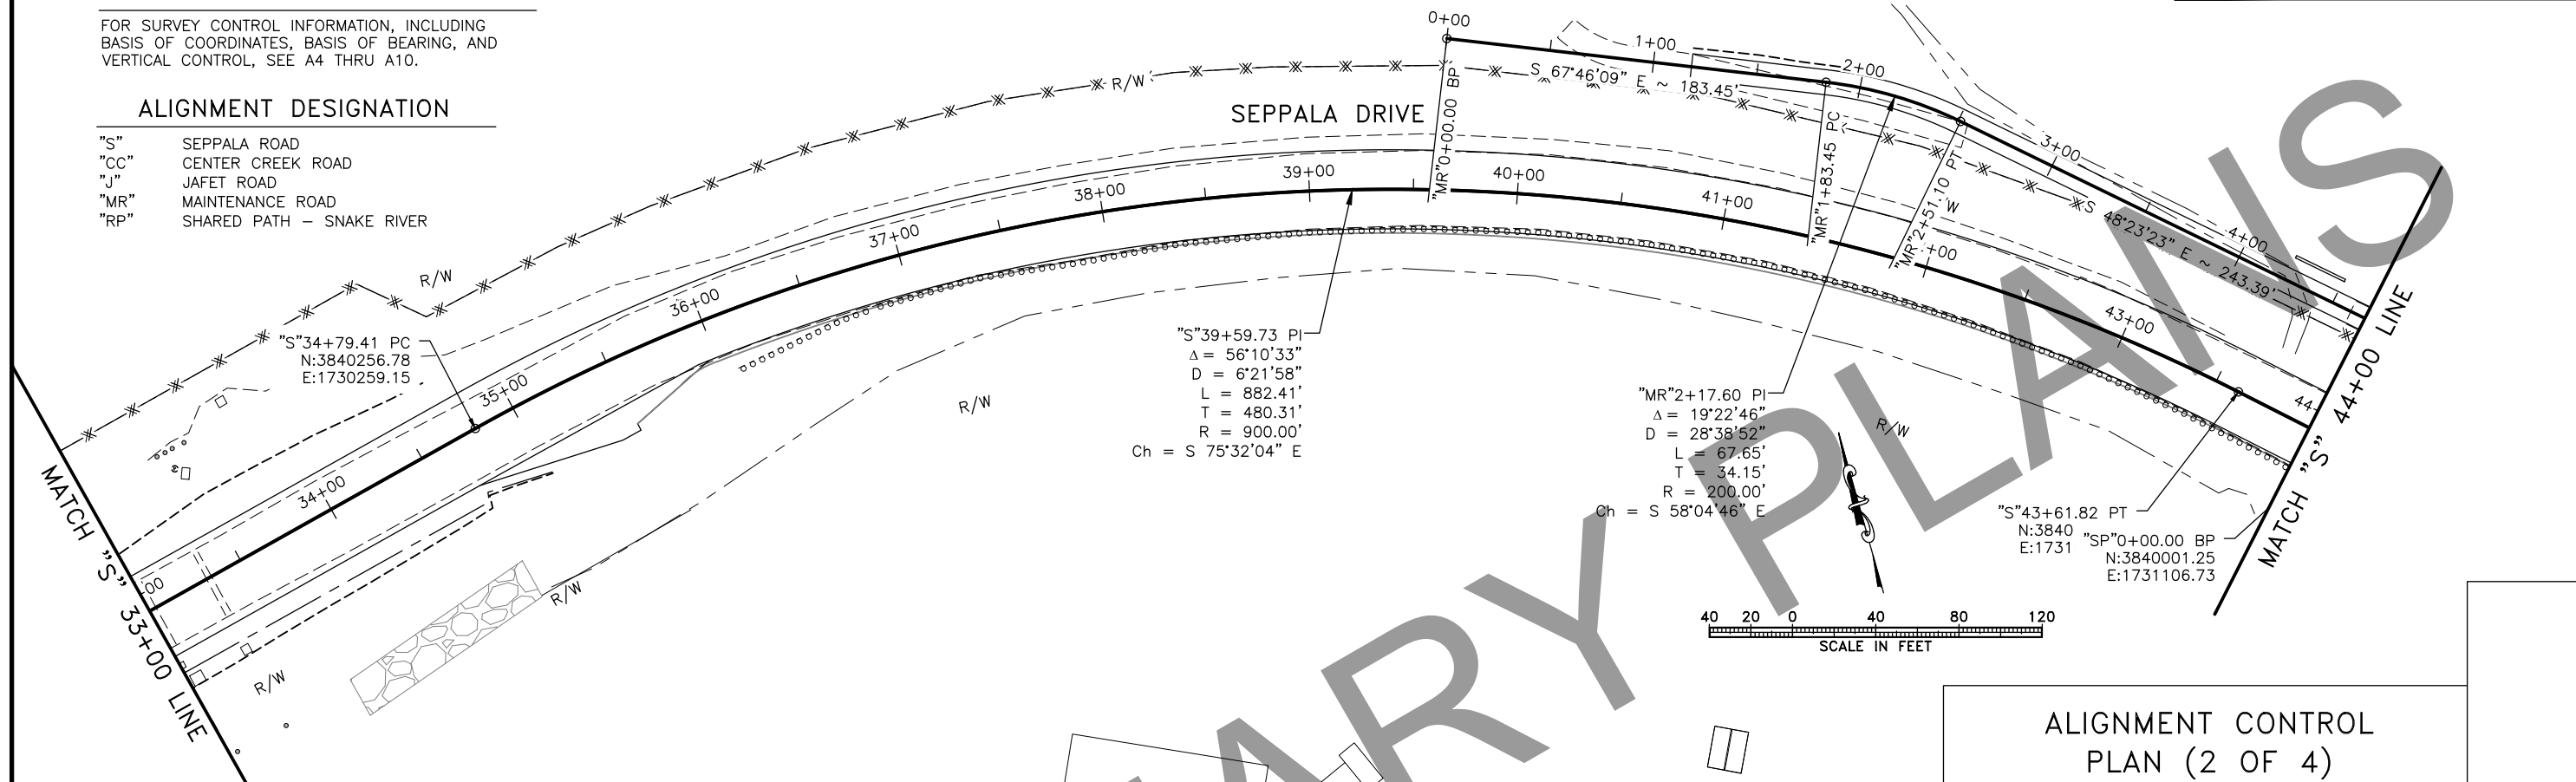 FOR SURVEY CONTROL INFORMATION, INCLUDING
BASIS OF COORDINATES, BASIS OF BEARING, AND
VERTICAL CONTROL, SEE A4 THRU A10.
ALIGNMENT DESIGNATION
"S" SEPPALA ROAD
"CC" CENTER CREEK ROAD
"J" JAFET ROAD
"MR" MAINTENANCE ROAD
"RP" SHARED PATH – SNAKE RIVER
SEPPALA DRIVE
0+00
1+00
2+00
3+00
4+00
S 67°46'09" E ~ 183.45'
S 48°23'23" E ~ 243.39'
"MR"0+00.00 BP
"MR"1+83.45 PC
"MR"2+51.10 PT
R/W
R/W
R/W
R/W
R/W
R/W
W
MATCH "S" 33+00 LINE
00
34+00
35+00
36+00
37+00
38+00
39+00
40+00
41+00
+00
43+00
44
MATCH "S" 44+00 LINE
"S"34+79.41 PC
N:3840256.78
E:1730259.15
"S"39+59.73 PI
Δ = 56°10'33"
D = 6°21'58"
L = 882.41'
T = 480.31'
R = 900.00'
Ch = S 75°32'04" E
"MR"2+17.60 PI
Δ = 19°22'46"
D = 28°38'52"
L = 67.65'
T = 34.15'
R = 200.00'
Ch = S 58°04'46" E
"S"43+61.82 PT
N:3840
E:1731
"SP"0+00.00 BP
N:3840001.25
E:1731106.73
40 20 0 40 80 120
SCALE IN FEET
ARY PLANS
ALIGNMENT CONTROL
PLAN (2 OF 4)